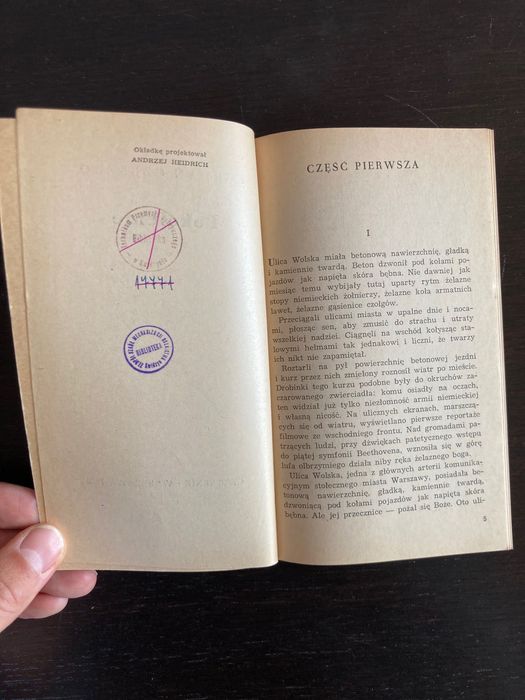 Okładkę projektował
ANDRZEJ HEIDRICH
BIBLIOTEKA
CZĘŚĆ PIERWSZA
I
Ulica Wolska miała betonową nawierzchnię, gładką
i kamiennie twardą. Beton dzwonił pod kołami po-
jazdów jak napięta skóra bębna. Nie dawniej jak
miesiąc temu wybijały tutaj uparty rytm żelazne
stopy niemieckich żołnierzy, żelazne koła armatnich
lawet, żelazne gąsienice czołgów.
Przeciągali ulicami miasta w upalne dnie i noca-
mi, płosząc sen, aby zmusić do strachu i utraty
wszelkiej nadziei. Ciągnęli na wschód kołysząc sta-
lowymi hełmami tak jednakowi i liczni, że twarzy
ich nikt nie zapamiętał.
Roztarli na pył powierzchnię betonowej jezdni
i kurz przez nich zmielony roznosił wiatr po mieście.
Drobinki tego kurzu podobne były do okruchów za-
czarowanego zwierciadła: komu osiadły na oczach,
ten widział już tylko niezłomność armii niemieckiej
i własną nicość. Na ulicznych ekranach, marszczą-
cych się od wiatru, wyświetlano pierwsze reportaże
filmowe ze wschodniego frontu. Nad gromadami pa-
trzących ludzi, przy dźwiękach patetycznego wstępu
do piątej symfonii Beethovena, wznosiła się w górę
lufa olbrzymiego działa niby ręka żelaznego boga.
Ulica Wolska, jedna z głównych arterii komunika-
cyjnych stołecznego miasta Warszawy, posiadała be-
tonową nawierzchnię, gładką, kamiennie twardą,
dzwoniącą pod kołami pojazdów jak napięta skóra
bębna. Ale jej przecznice — pożal się Boże. Oto uli-
5